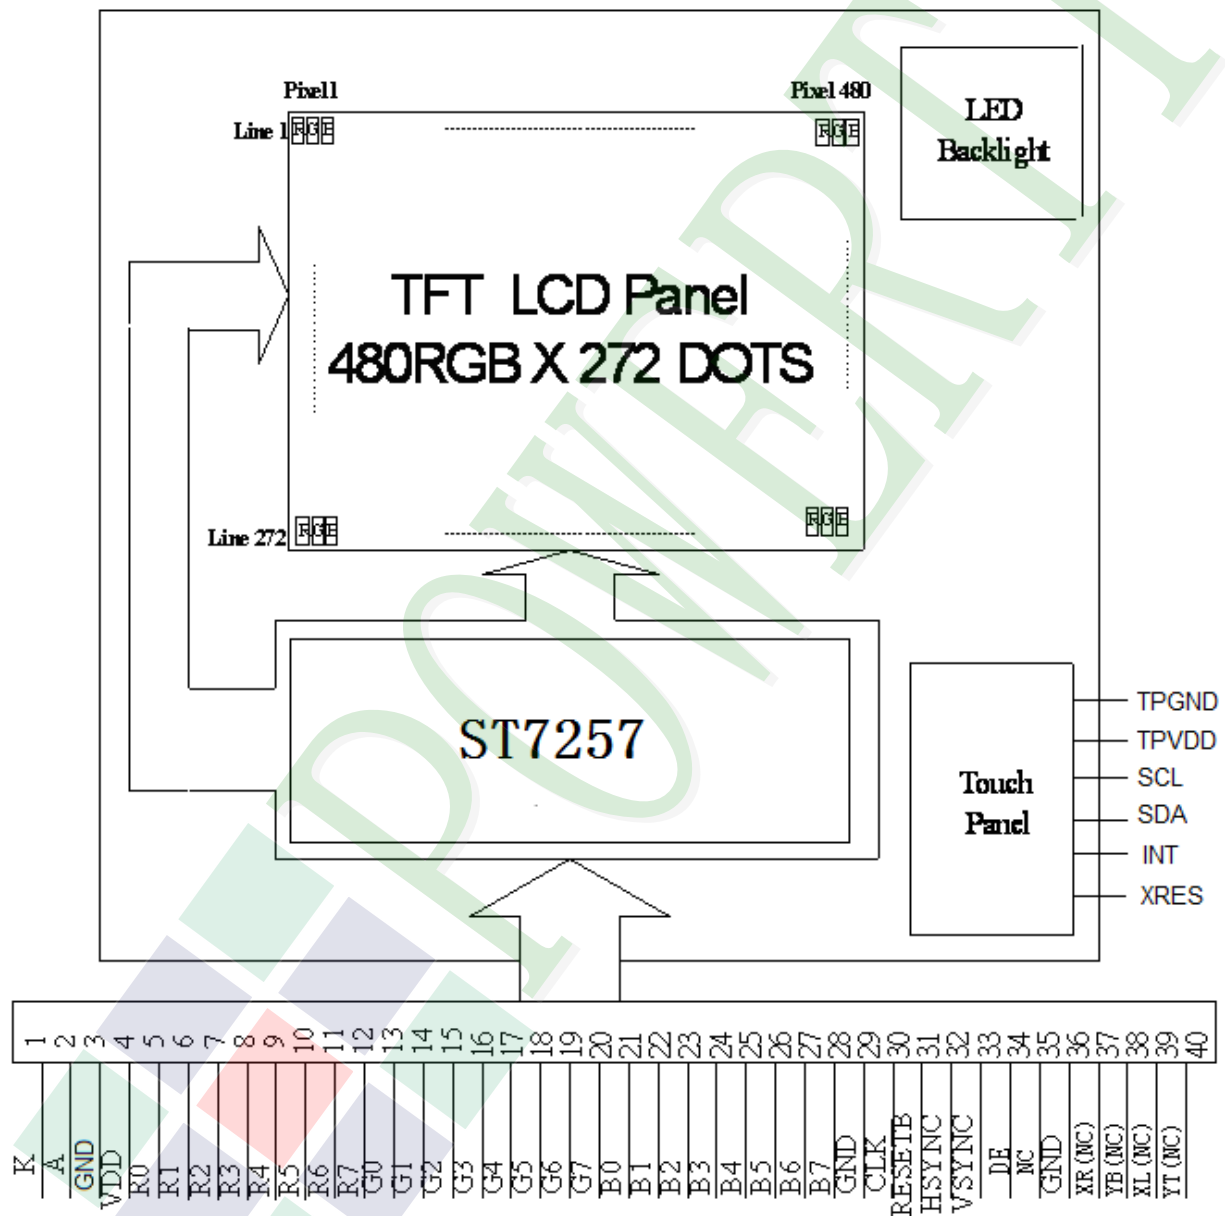 Pixel1
Pixel 480
LED
Backlight
Line 1
R G B
R G B
TFT LCD Panel
480RGB X 272 DOTS
Line 272
R G B
R G B
ST7257
Touch
Panel
TPGND
TPVDD
SCL
SDA
INT
XRES
1 2 3 4 5 6 7 8 9 10 11 12 13 14 15 16 17 18 19 20 21 22 23 24 25 26 27 28 29 30 31 32 33 34 35 36 37 38 39 40
K A GND VDD R0 R1 R2 R3 R4 R5 R6 R7 G0 G1 G2 G3 G4 G5 G6 G7 B0 B1 B2 B3 B4 B5 B6 B7 GND CLK RESETB HSYNC VSYNC DE NC GND XR(NC) YB(NC) XL(NC) YT(NC)
POWERT